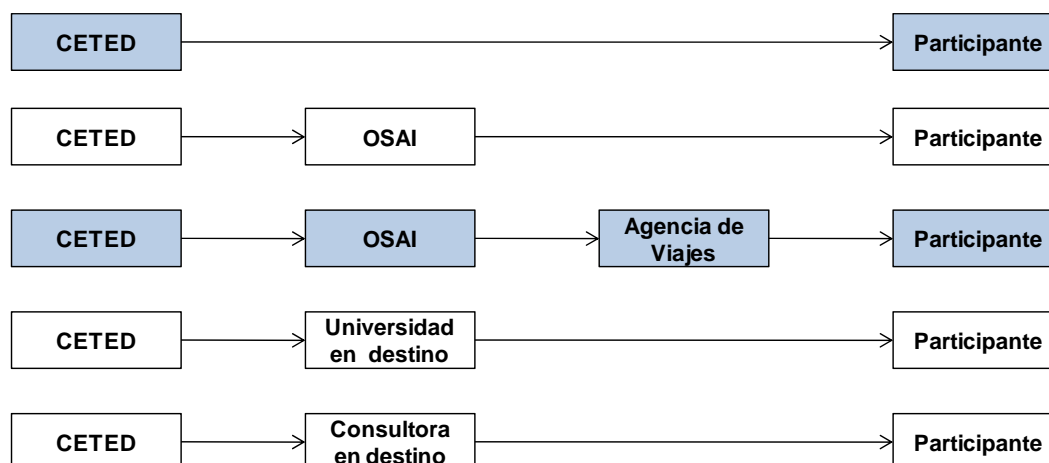 CETED
Participante
CETED
OSAI
Participante
CETED
OSAI
Agencia de
Viajes
Participante
CETED
Universidad
en destino
Participante
CETED
Consultora
en destino
Participante